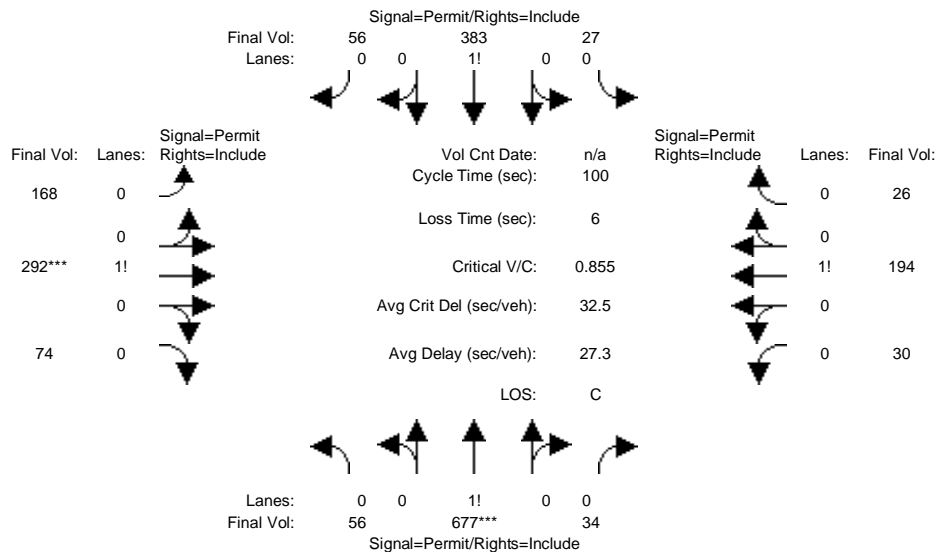 Signal=Permit/Rights=Include
Final Vol: 56 383 27
Lanes: 0 0 1! 0 0
Signal=Permit
Rights=Include
Final Vol: Lanes:
Vol Cnt Date: n/a
Signal=Permit
Rights=Include
Lanes: Final Vol:
Cycle Time (sec): 100
168 0
0 26
Loss Time (sec): 6
0
0
292*** 1!
Critical V/C: 0.855
1! 194
0
Avg Crit Del (sec/veh): 32.5
0
74 0
Avg Delay (sec/veh): 27.3
0 30
LOS: C
Lanes: 0 0 1! 0 0
Final Vol: 56 677*** 34
Signal=Permit/Rights=Include